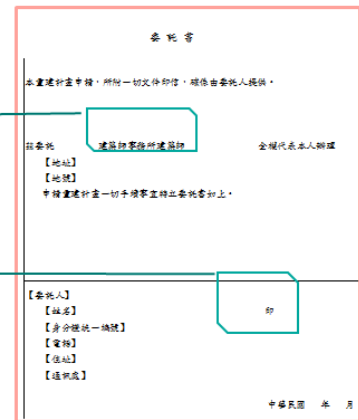 委託書
本重建計畫申請，所附一切文件印信，確係由委託人提供。
茲委託 建築師事務所建築師 全權代表本人辦理
【地址】
【地號】
申請重建計畫一切手續事宜特立委託書如上。
【委託人】
【姓名】 印
【身分證統一編號】
【電話】
【住址】
【通訊處】
中華民國 年 月